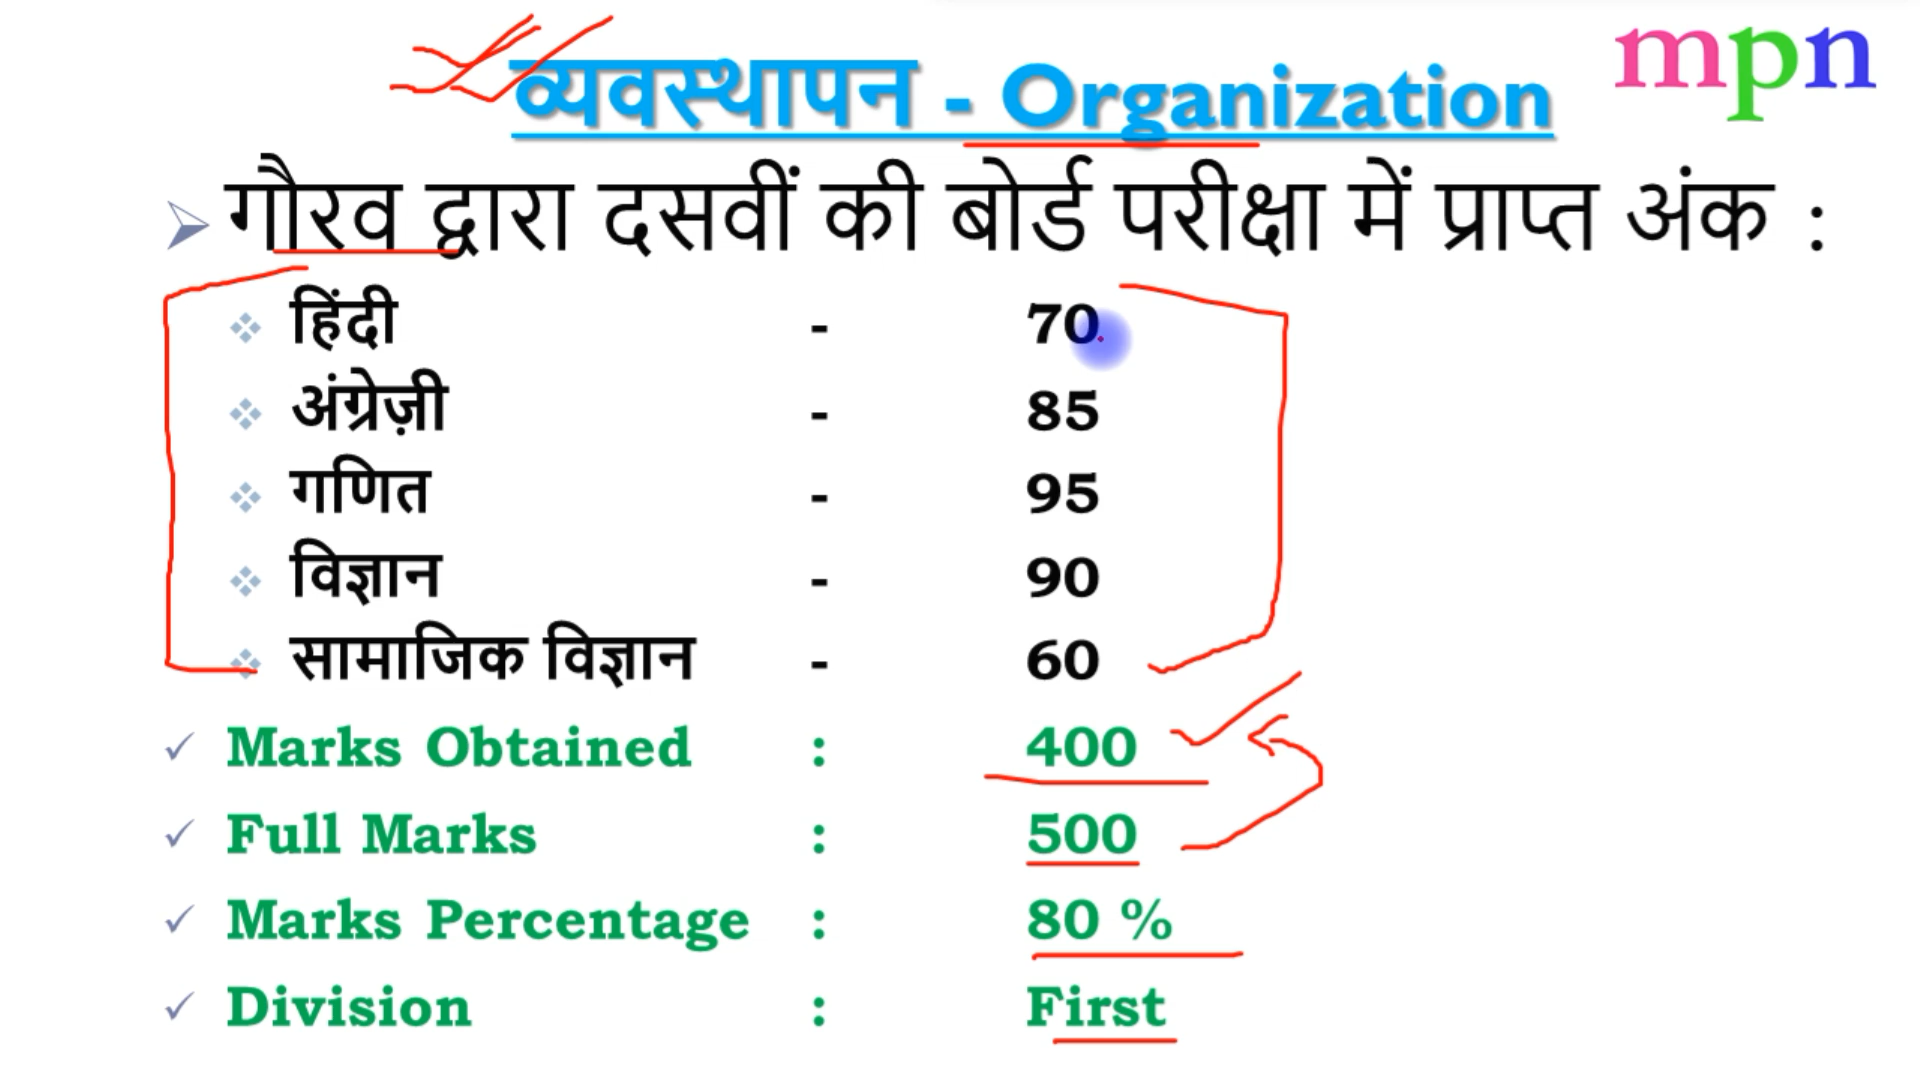 व्यवस्थापन - Organization
mpn
गौरव द्वारा दसवीं की बोर्ड परीक्षा में प्राप्त अंक :
हिंदी - 70
अंग्रेज़ी - 85
गणित - 95
विज्ञान - 90
सामाजिक विज्ञान - 60
Marks Obtained : 400
Full Marks : 500
Marks Percentage : 80 %
Division : First